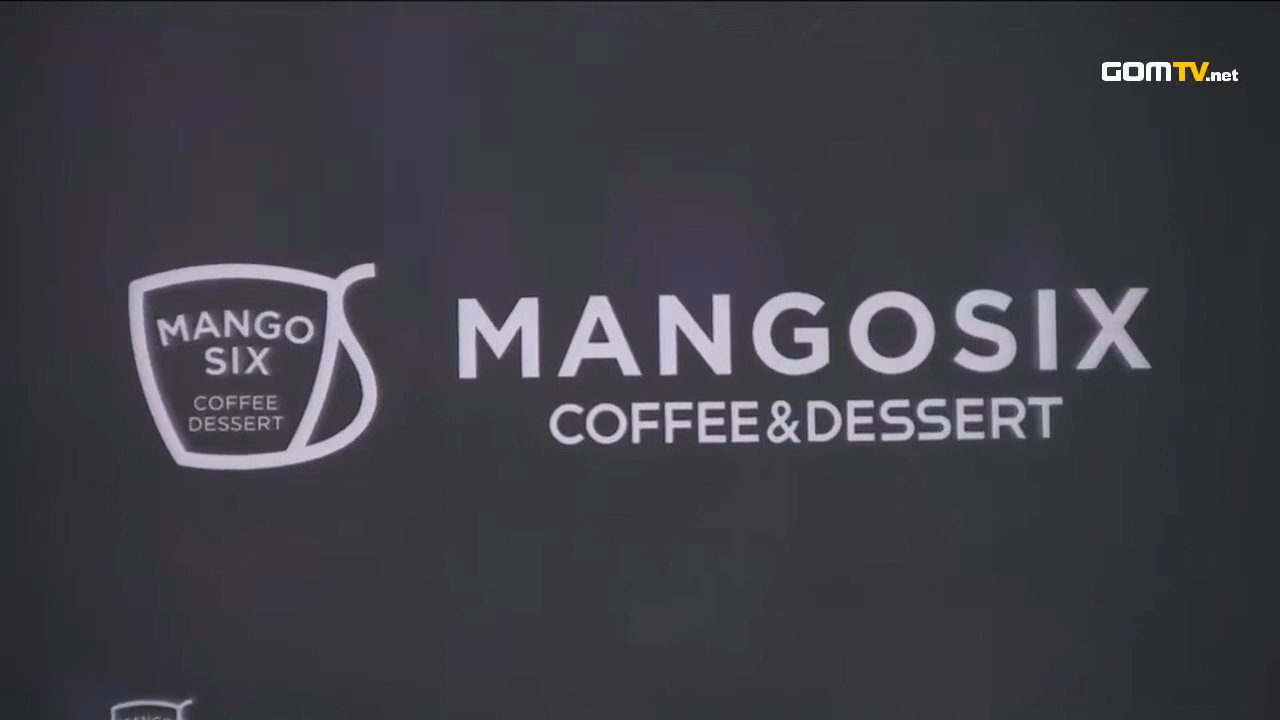 GOMTV.net
MANGO
SIX
COFFEE
DESSERT
MANGOSIX
COFFEE&DESSERT